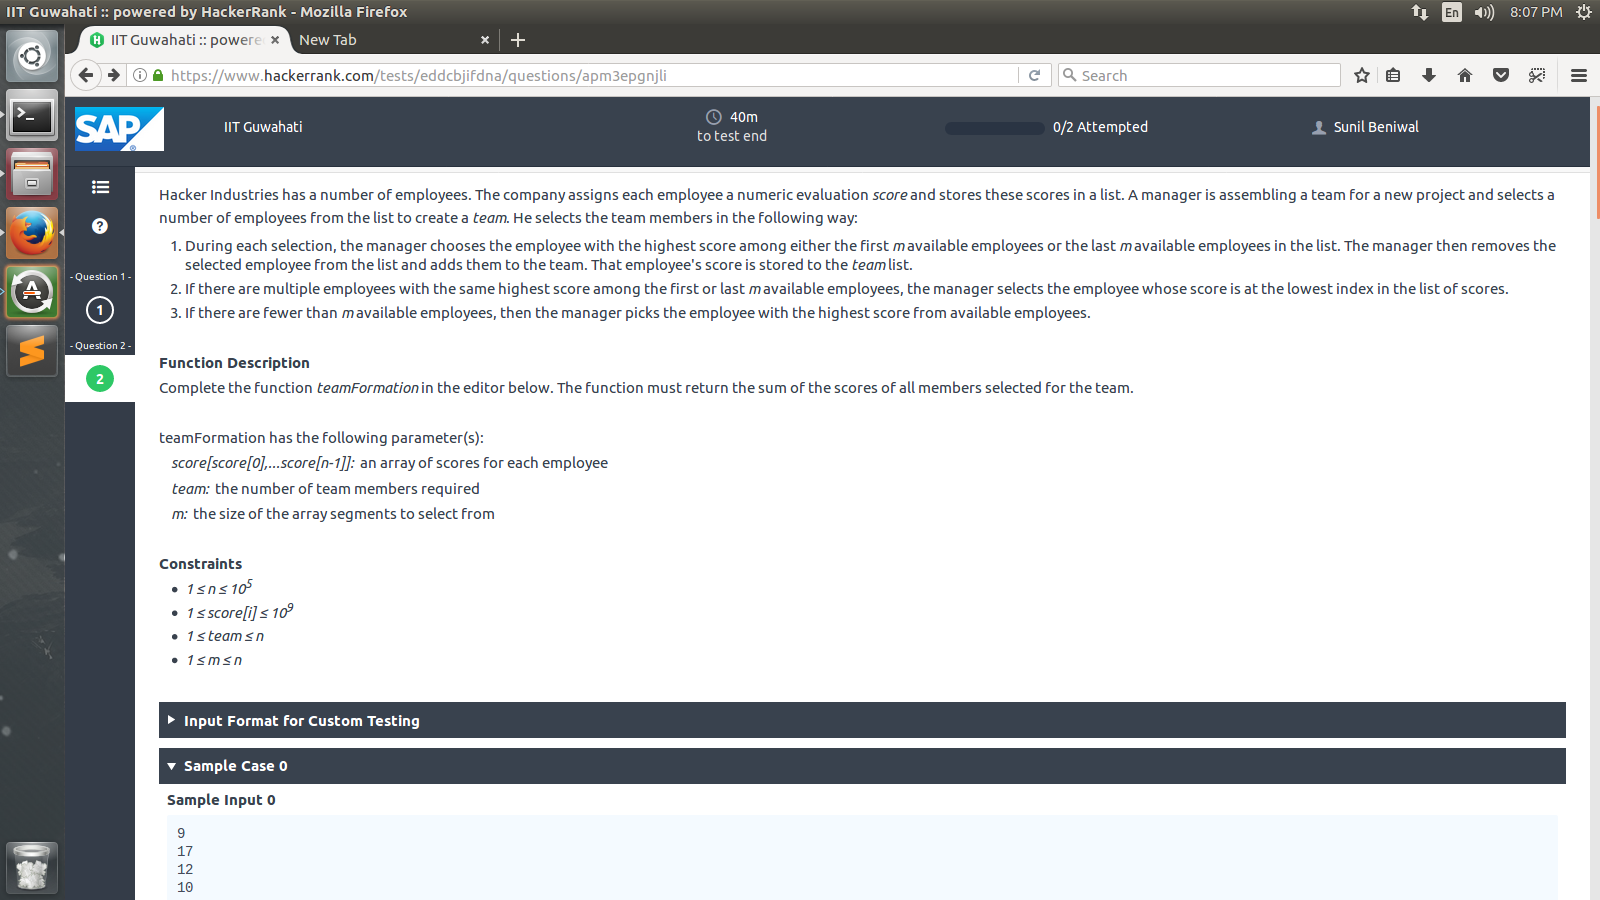 IIT Guwahati :: powered by HackerRank - Mozilla Firefox
En
8:07 PM
IIT Guwahati :: powere
New Tab
https://www.hackerrank.com/tests/eddcbjifdna/questions/apm3epgnjli
Search
SAP
IIT Guwahati
40m
to test end
0/2 Attempted
Sunil Beniwal
- Question 1 -
1
- Question 2 -
2
Hacker Industries has a number of employees. The company assigns each employee a numeric evaluation score and stores these scores in a list. A manager is assembling a team for a new project and selects a
number of employees from the list to create a team. He selects the team members in the following way:
1. During each selection, the manager chooses the employee with the highest score among either the first m available employees or the last m available employees in the list. The manager then removes the
selected employee from the list and adds them to the team. That employee's score is stored to the team list.
2. If there are multiple employees with the same highest score among the first or last m available employees, the manager selects the employee whose score is at the lowest index in the list of scores.
3. If there are fewer than m available employees, then the manager picks the employee with the highest score from available employees.
Function Description
Complete the function teamFormation in the editor below. The function must return the sum of the scores of all members selected for the team.
teamFormation has the following parameter(s):
score[score[0],...score[n-1]]: an array of scores for each employee
team: the number of team members required
m: the size of the array segments to select from
Constraints
• 1 ≤ n ≤ 10⁵
• 1 ≤ score[i] ≤ 10⁹
• 1 ≤ team ≤ n
• 1 ≤ m ≤ n
Input Format for Custom Testing
Sample Case 0
Sample Input 0
9
17
12
10